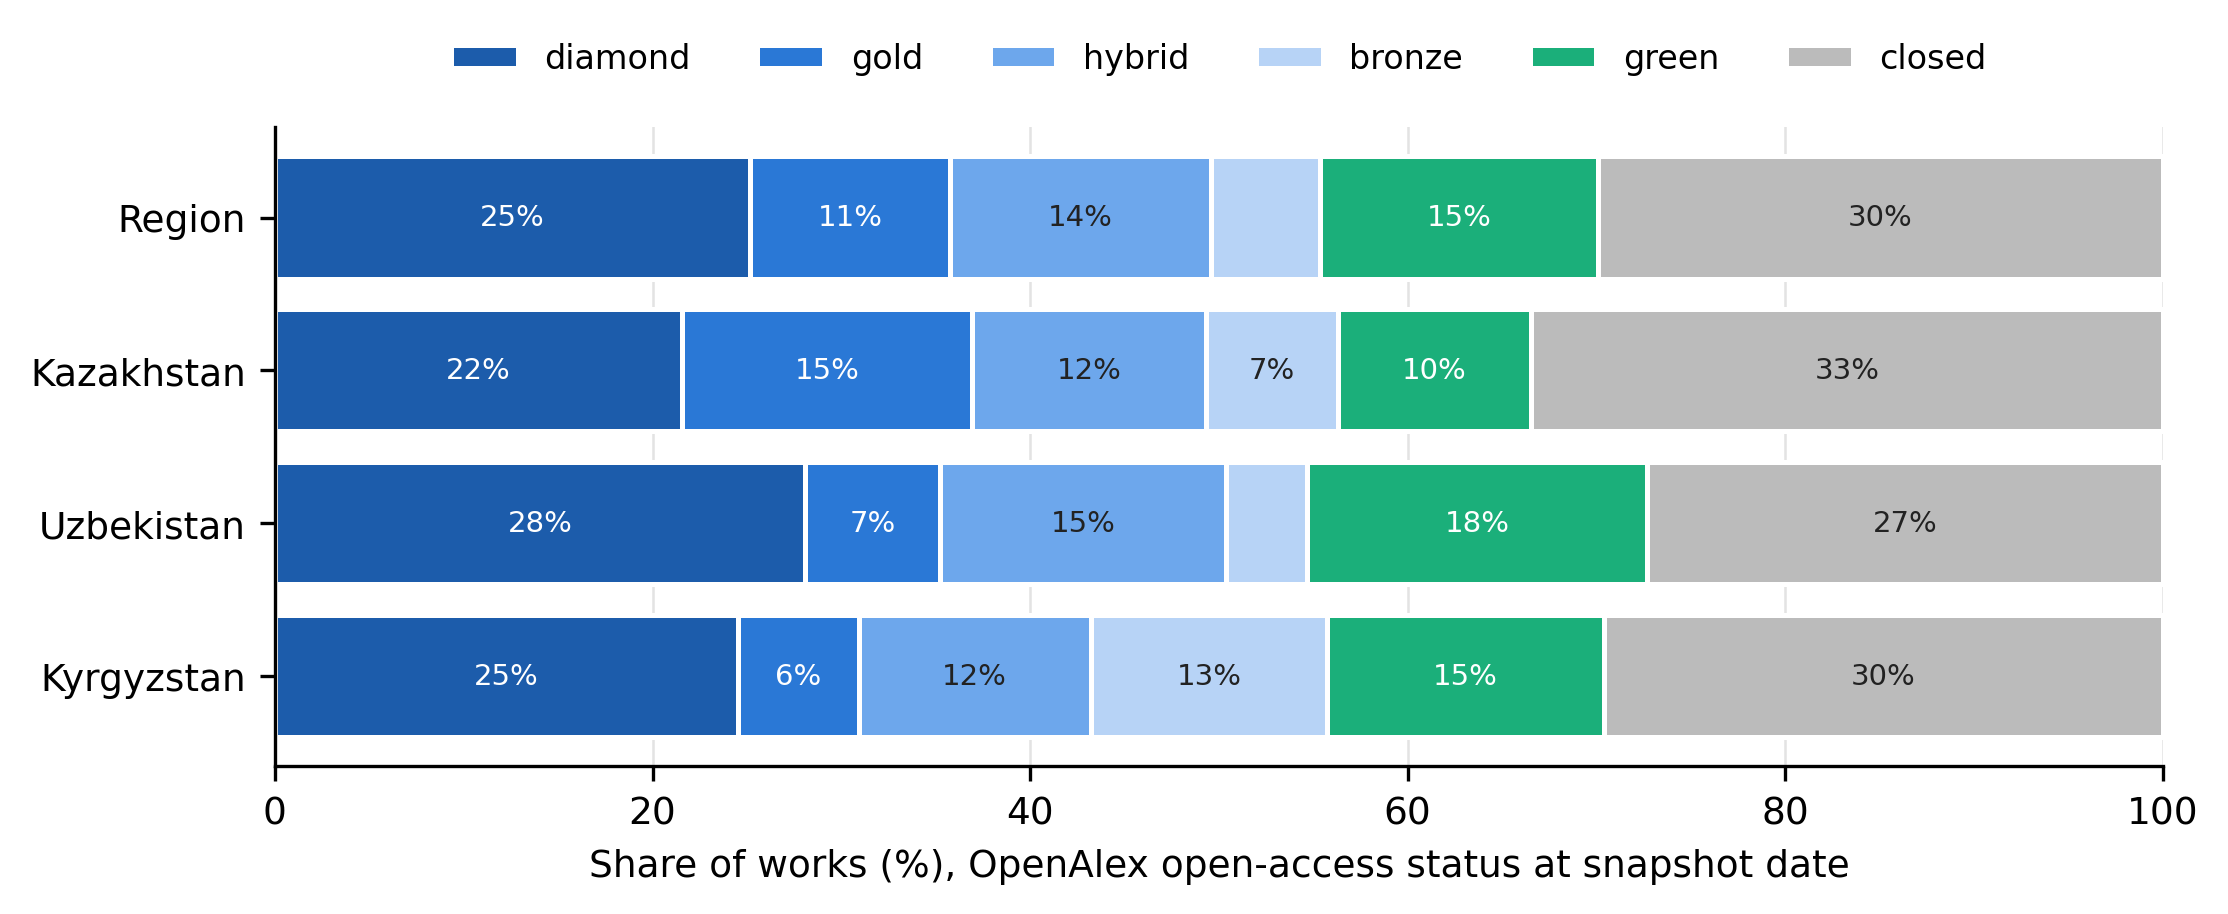 diamond gold hybrid bronze green closed
Region 25% 11% 14% 15% 30%
Kazakhstan 22% 15% 12% 7% 10% 33%
Uzbekistan 28% 7% 15% 18% 27%
Kyrgyzstan 25% 6% 12% 13% 15% 30%
0 20 40 60 80 100
Share of works (%), OpenAlex open-access status at snapshot date